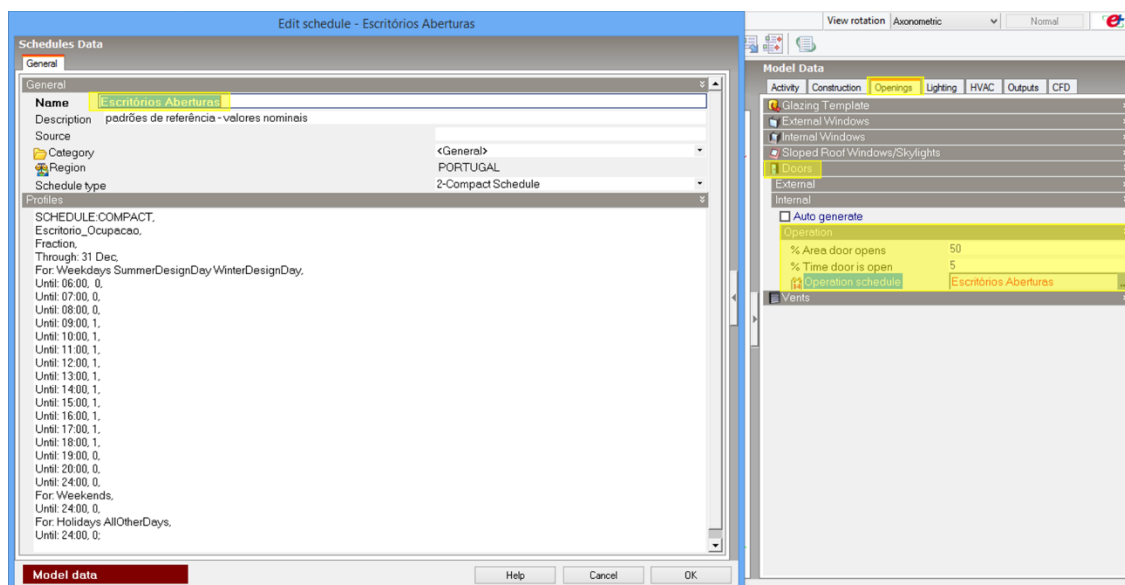 Edit schedule - Escritórios Aberturas
Schedules Data
General
General
Name Escritórios Aberturas
Description padrões de referência - valores nominais
Source
Category <General>
Region PORTUGAL
Schedule type 2-Compact Schedule
Profiles
SCHEDULE:COMPACT,
Escritorio_Ocupacao,
Fraction,
Through: 31 Dec,
For: Weekdays SummerDesignDay WinterDesignDay,
Until: 06:00, 0,
Until: 07:00, 0,
Until: 08:00, 0,
Until: 09:00, 1,
Until: 10:00, 1,
Until: 11:00, 1,
Until: 12:00, 1,
Until: 13:00, 1,
Until: 14:00, 1,
Until: 15:00, 1,
Until: 16:00, 1,
Until: 17:00, 1,
Until: 18:00, 1,
Until: 19:00, 0,
Until: 20:00, 0,
Until: 24:00, 0,
For: Weekends,
Until: 24:00, 0,
For: Holidays AllOtherDays,
Until: 24:00, 0;
Model data Help Cancel OK
View rotation Axonometric Normal
Model Data
Activity Construction Openings Lighting HVAC Outputs CFD
Glazing Template
External Windows
Internal Windows
Sloped Roof Windows/Skylights
Doors
External
Internal
Auto generate
Operation
% Area door opens 50
% Time door is open 5
Operation schedule Escritórios Aberturas ...
Vents